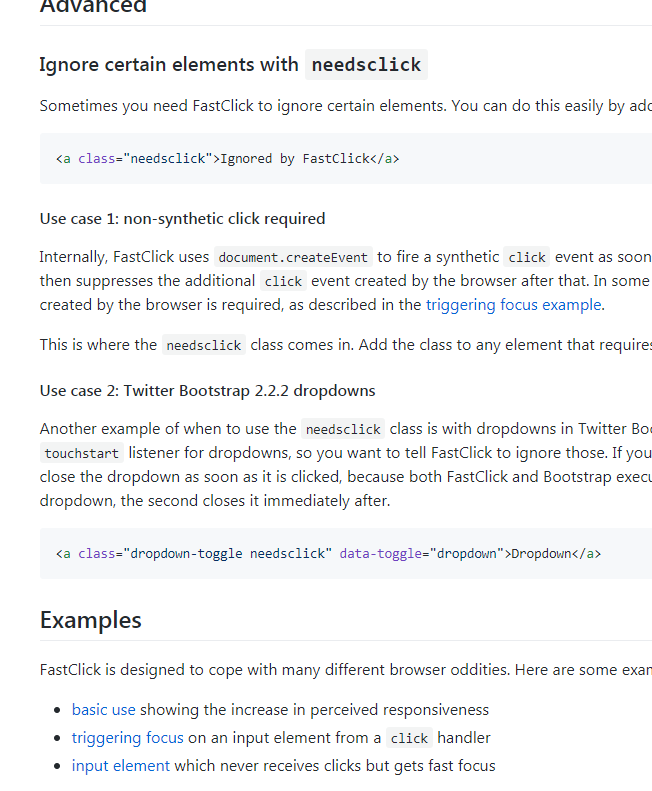 Advanced
Ignore certain elements with needsclick
Sometimes you need FastClick to ignore certain elements. You can do this easily by
<a class="needsclick">Ignored by FastClick</a>
Use case 1: non-synthetic click required
Internally, FastClick uses document.createEvent to fire a synthetic click event as soon
then suppresses the additional click event created by the browser after that. In some
created by the browser is required, as described in the triggering focus example.
This is where the needsclick class comes in. Add the class to any element that requires
Use case 2: Twitter Bootstrap 2.2.2 dropdowns
Another example of when to use the needsclick class is with dropdowns in Twitter
touchstart listener for dropdowns, so you want to tell FastClick to ignore those. If you
close the dropdown as soon as it is clicked, because both FastClick and Bootstrap
dropdown, the second closes it immediately after.
<a class="dropdown-toggle needsclick" data-toggle="dropdown">Dropdown</a>
Examples
FastClick is designed to cope with many different browser oddities. Here are some
basic use showing the increase in perceived responsiveness
triggering focus on an input element from a click handler
input element which never receives clicks but gets fast focus